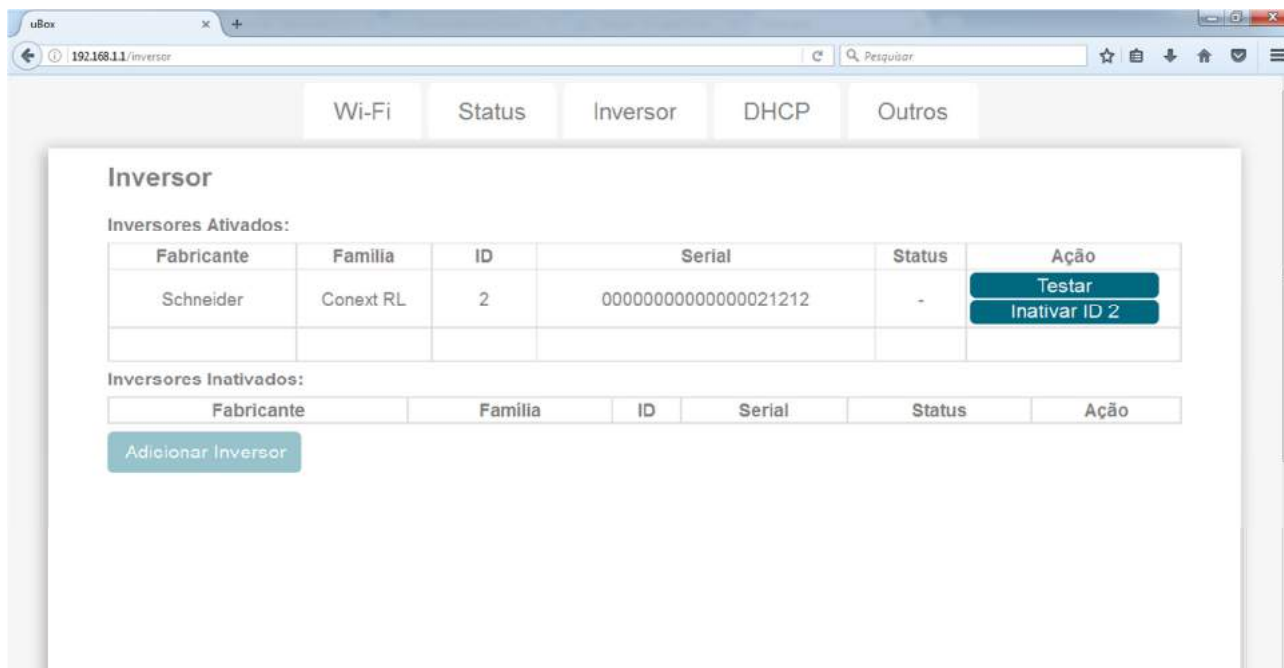 uBox
192.168.1.1/inversor
Pesquisar
Wi-Fi Status Inversor DHCP Outros
Inversor
Inversores Ativados:
Fabricante Familia ID Serial Status Ação
Schneider Conext RL 2 00000000000000021212 - Testar
Inativar ID 2
Inversores Inativados:
Fabricante Família ID Serial Status Ação
Adicionar Inversor